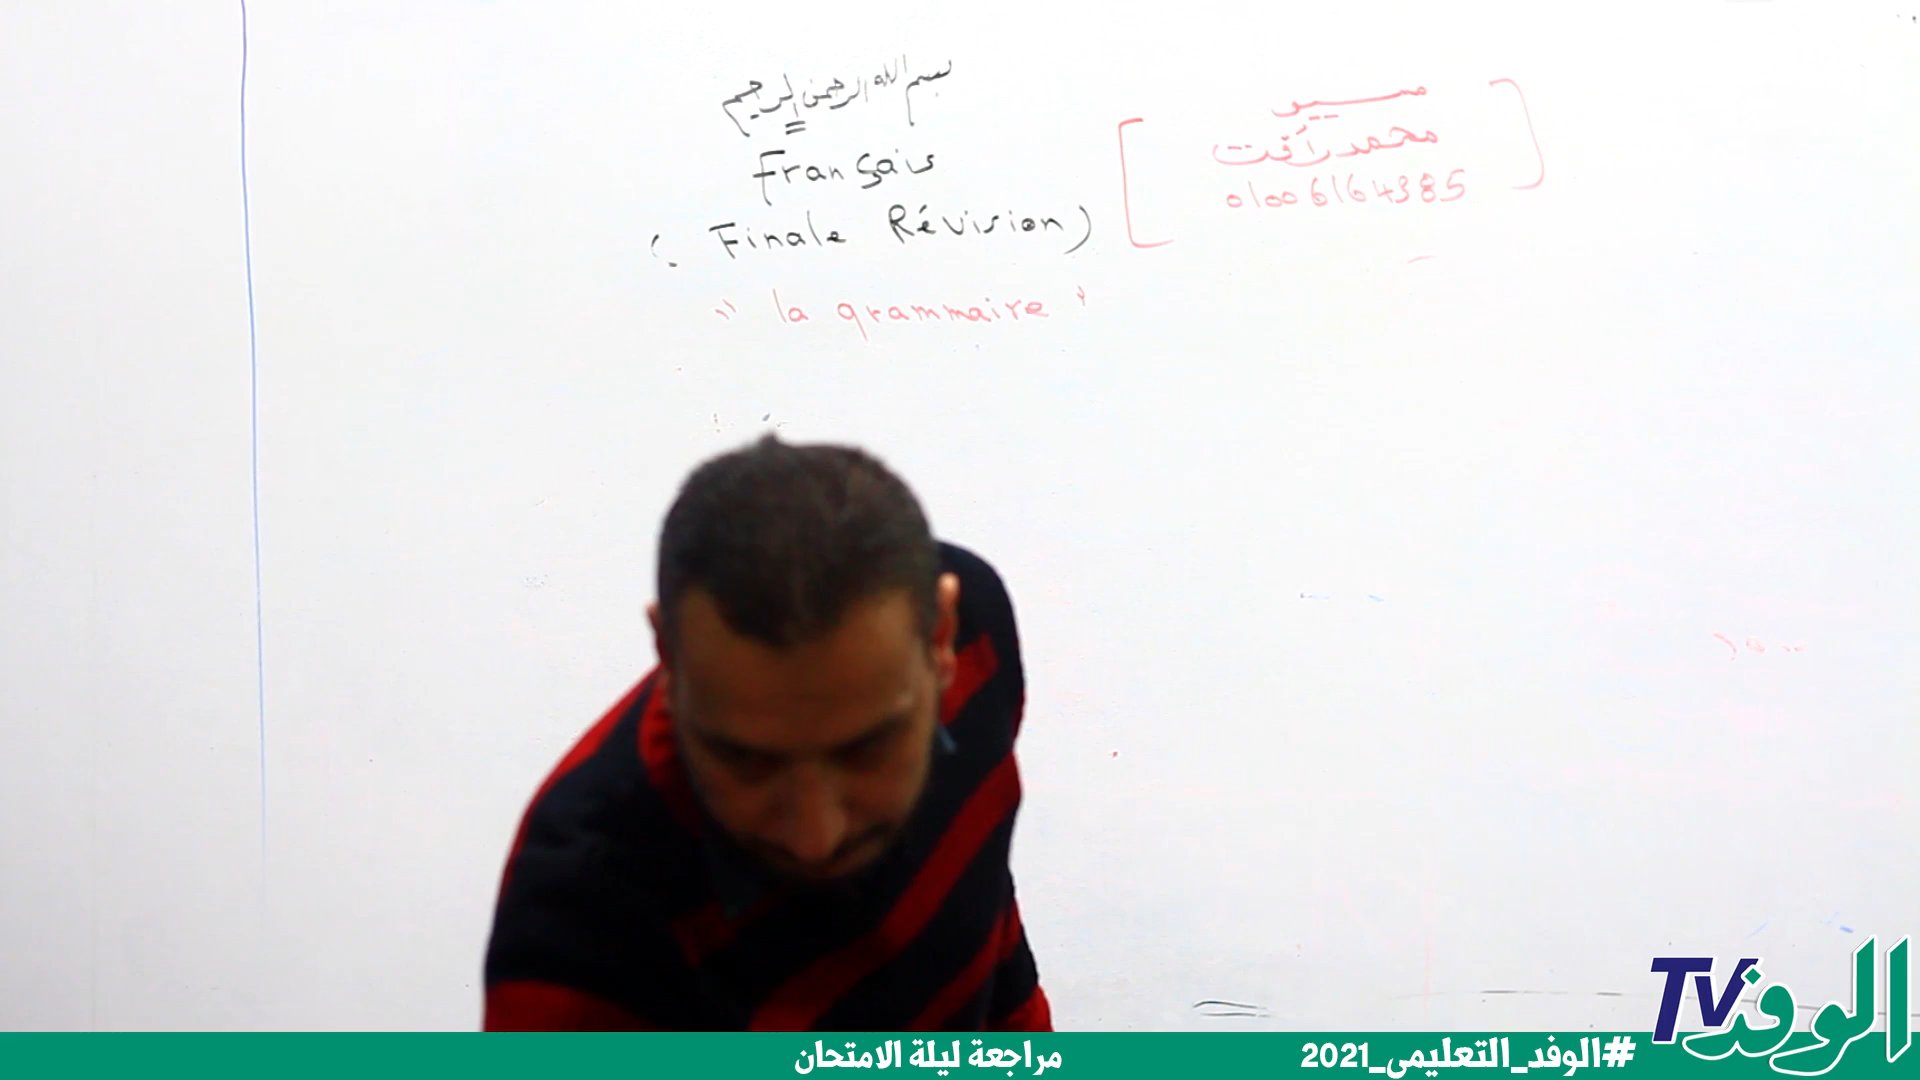 بسم الله الرحمن الرحيم
Français
(Finale Révision)
" la grammaire "
مسيو
محمد رأفت
01006164385
الوفد TV
#الوفد_التعليمى_2021
مراجعة ليلة الامتحان